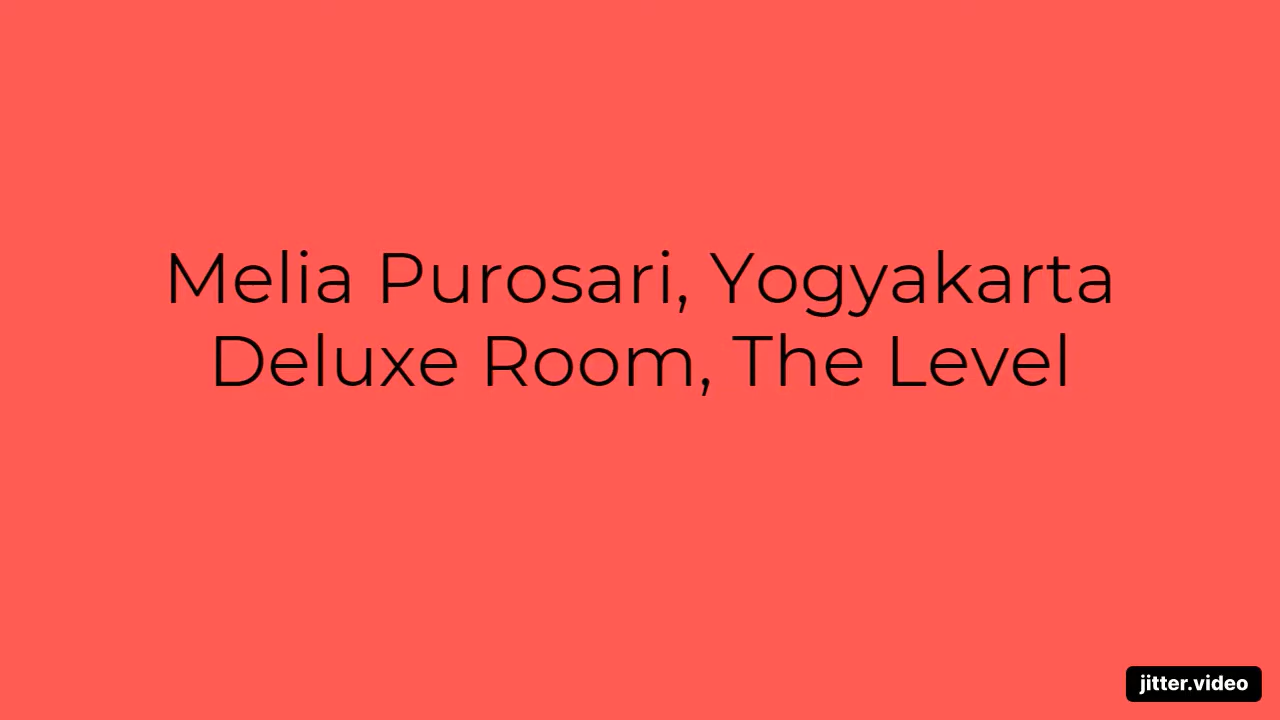 Melia Purosari, Yogyakarta
Deluxe Room, The Level
jitter.video